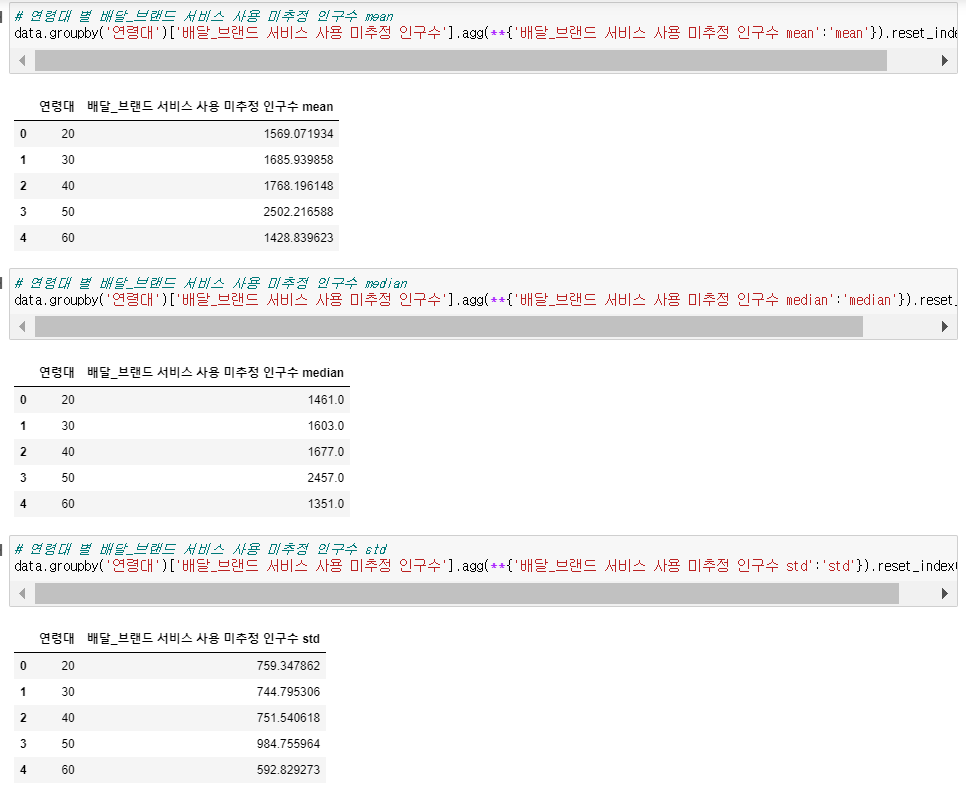 # 연령대 별 배달_브랜드 서비스 사용 미추정 인구수 mean
data.groupby('연령대')['배달_브랜드 서비스 사용 미추정 인구수'].agg(**{'배달_브랜드 서비스 사용 미추정 인구수 mean':'mean'}).reset_inde
연령대 배달_브랜드 서비스 사용 미추정 인구수 mean
0 20 1569.071934
1 30 1685.939858
2 40 1768.196148
3 50 2502.216588
4 60 1428.839623
# 연령대 별 배달_브랜드 서비스 사용 미추정 인구수 median
data.groupby('연령대')['배달_브랜드 서비스 사용 미추정 인구수'].agg(**{'배달_브랜드 서비스 사용 미추정 인구수 median':'median'}).reset_
연령대 배달_브랜드 서비스 사용 미추정 인구수 median
0 20 1461.0
1 30 1603.0
2 40 1677.0
3 50 2457.0
4 60 1351.0
# 연령대 별 배달_브랜드 서비스 사용 미추정 인구수 std
data.groupby('연령대')['배달_브랜드 서비스 사용 미추정 인구수'].agg(**{'배달_브랜드 서비스 사용 미추정 인구수 std':'std'}).reset_index(
연령대 배달_브랜드 서비스 사용 미추정 인구수 std
0 20 759.347862
1 30 744.795306
2 40 751.540618
3 50 984.755964
4 60 592.829273